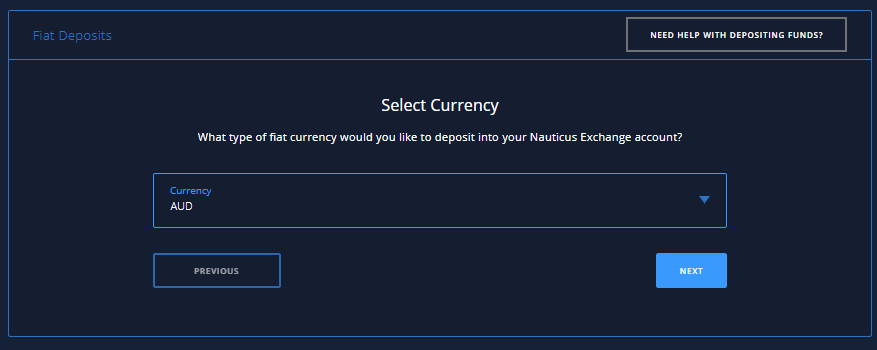 Fiat Deposits
NEED HELP WITH DEPOSITING FUNDS?
Select Currency
What type of fiat currency would you like to deposit into your Nauticus Exchange account?
Currency
AUD
PREVIOUS
NEXT